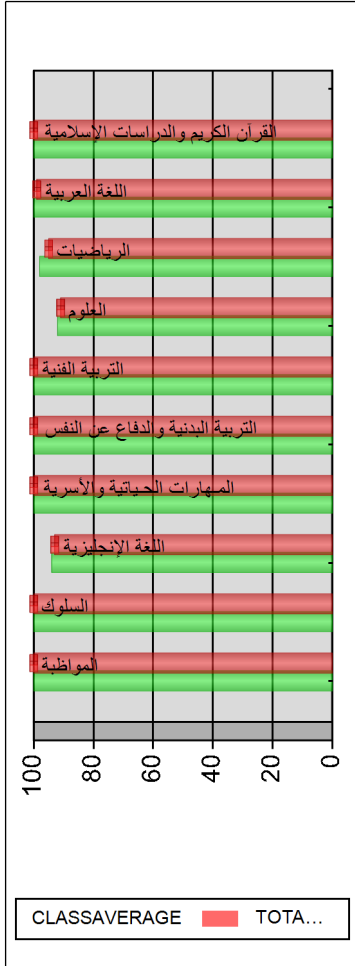 القرآن الكريم والدراسات الإسلامية
اللغة العربية
الرياضيات
العلوم
التربية الفنية
التربية البدنية والدفاع عن النفس
المهارات الحياتية والأسرية
اللغة الإنجليزية
السلوك
المواظبة
100 80 60 40 20 0
CLASSAVERAGE TOTA...